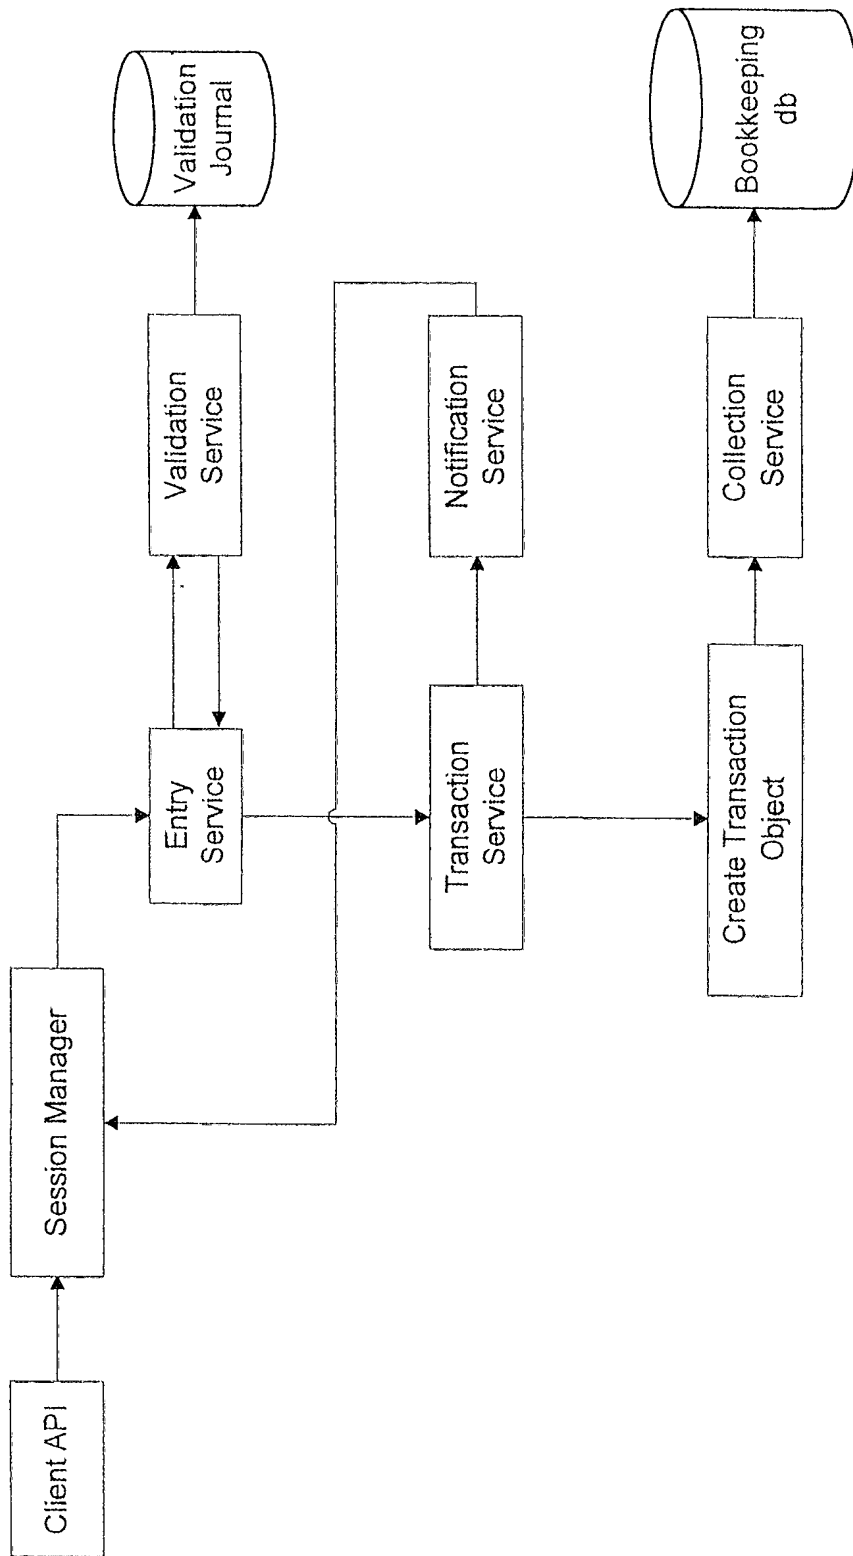 Client API
Session Manager
Entry
Service
Validation
Service
Validation
Journal
Transaction
Service
Notification
Service
Create Transaction
Object
Collection
Service
Bookkeeping
db